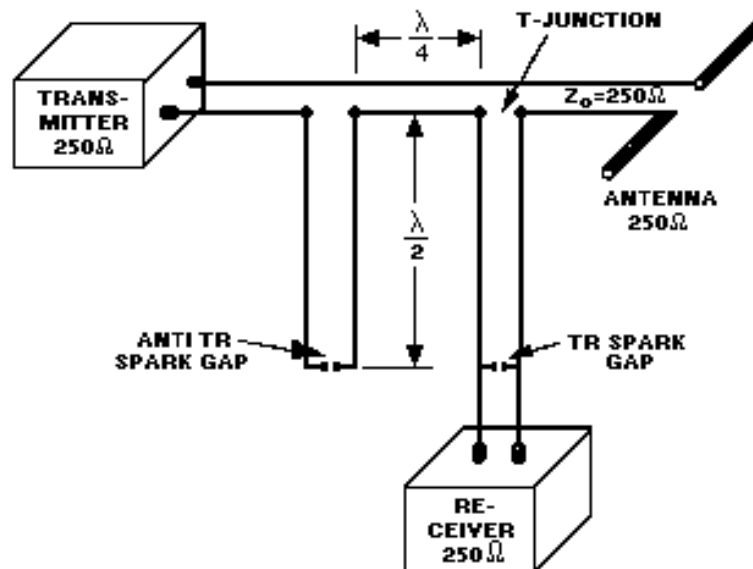 λ
4
T-JUNCTION
TRANS-
MITTER
250Ω
Z₀=250Ω
ANTENNA
250Ω
λ
2
ANTI TR
SPARK GAP
TR SPARK
GAP
RE-
CEIVER
250Ω